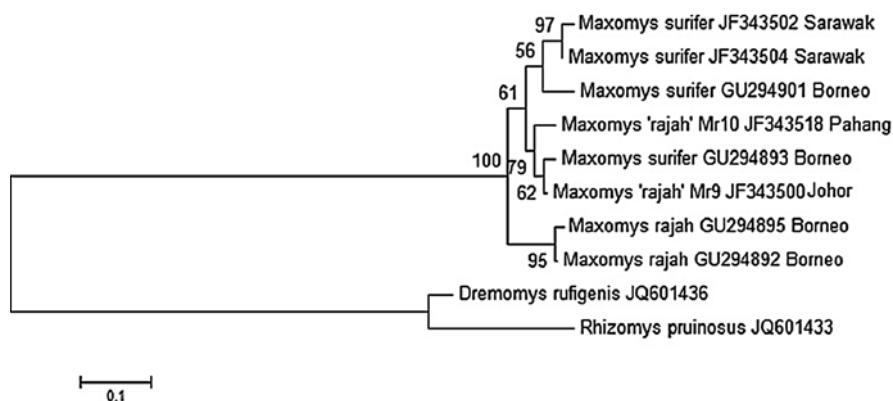 Maxomys surifer JF343502 Sarawak
97
Maxomys surifer JF343504 Sarawak
56
Maxomys surifer GU294901 Borneo
61
Maxomys 'rajah' Mr10 JF343518 Pahang
100
79
Maxomys surifer GU294893 Borneo
62
Maxomys 'rajah' Mr9 JF343500 Johor
Maxomys rajah GU294895 Borneo
95
Maxomys rajah GU294892 Borneo
Dremomys rufigenis JQ601436
Rhizomys pruinosus JQ601433
0.1